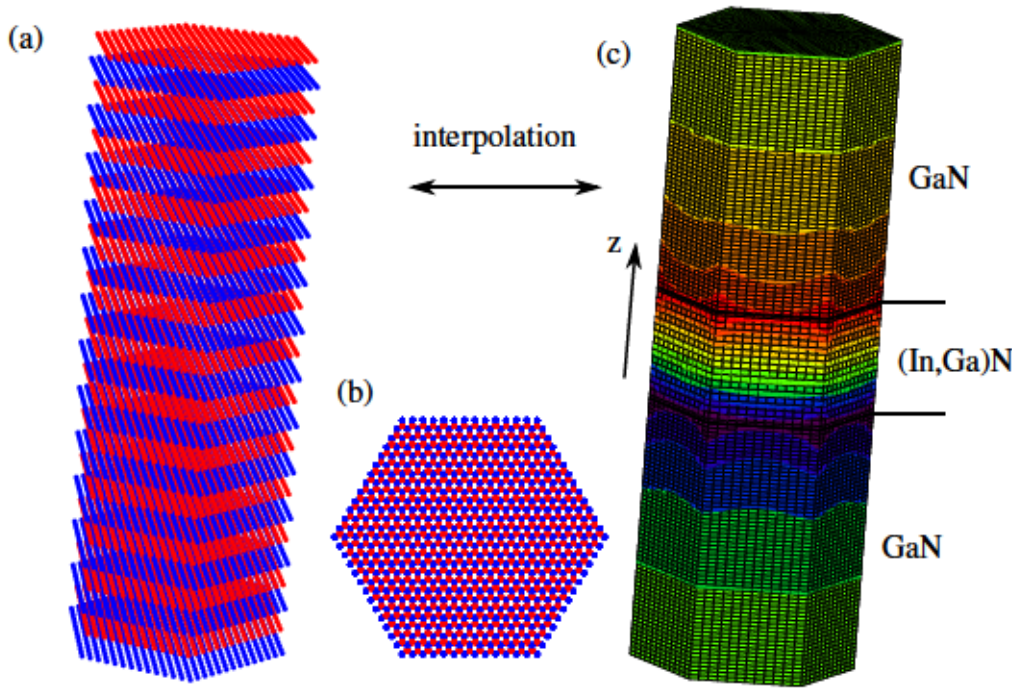 (a)
interpolation
(c)
GaN
z
(In,Ga)N
(b)
GaN